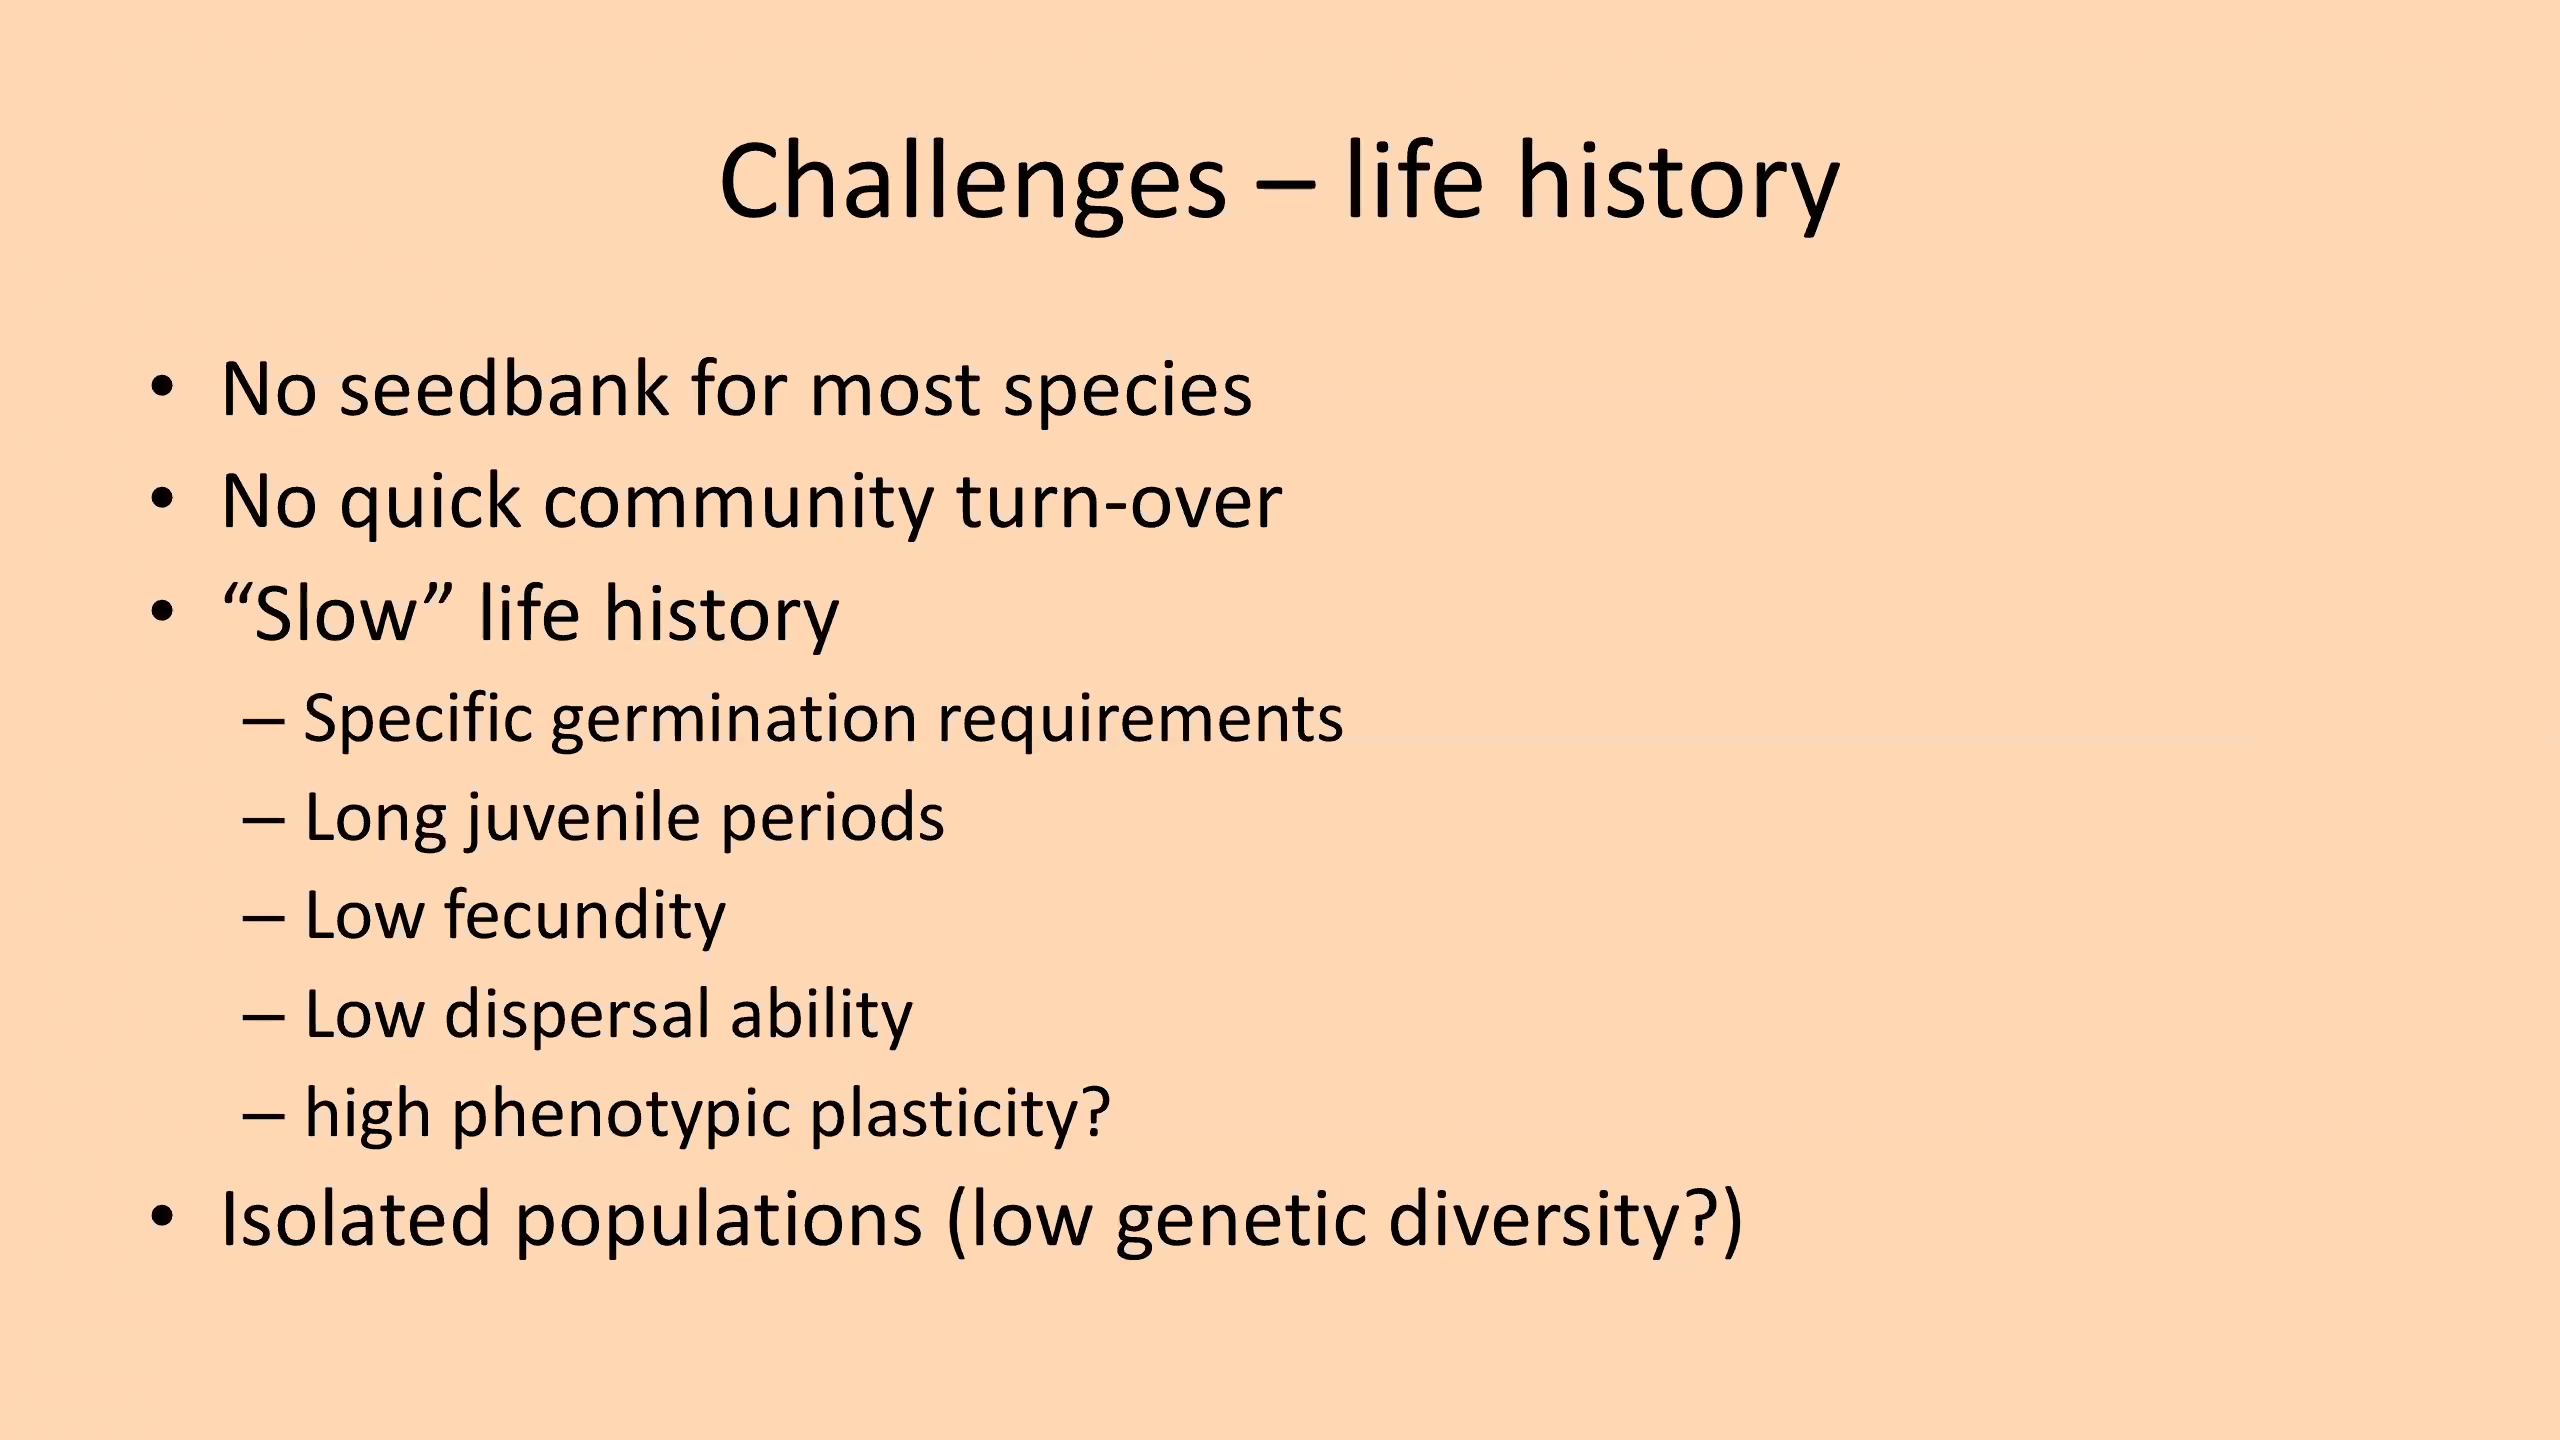 Challenges – life history
• No seedbank for most species
• No quick community turn-over
• “Slow” life history
– Specific germination requirements
– Long juvenile periods
– Low fecundity
– Low dispersal ability
– high phenotypic plasticity?
• Isolated populations (low genetic diversity?)